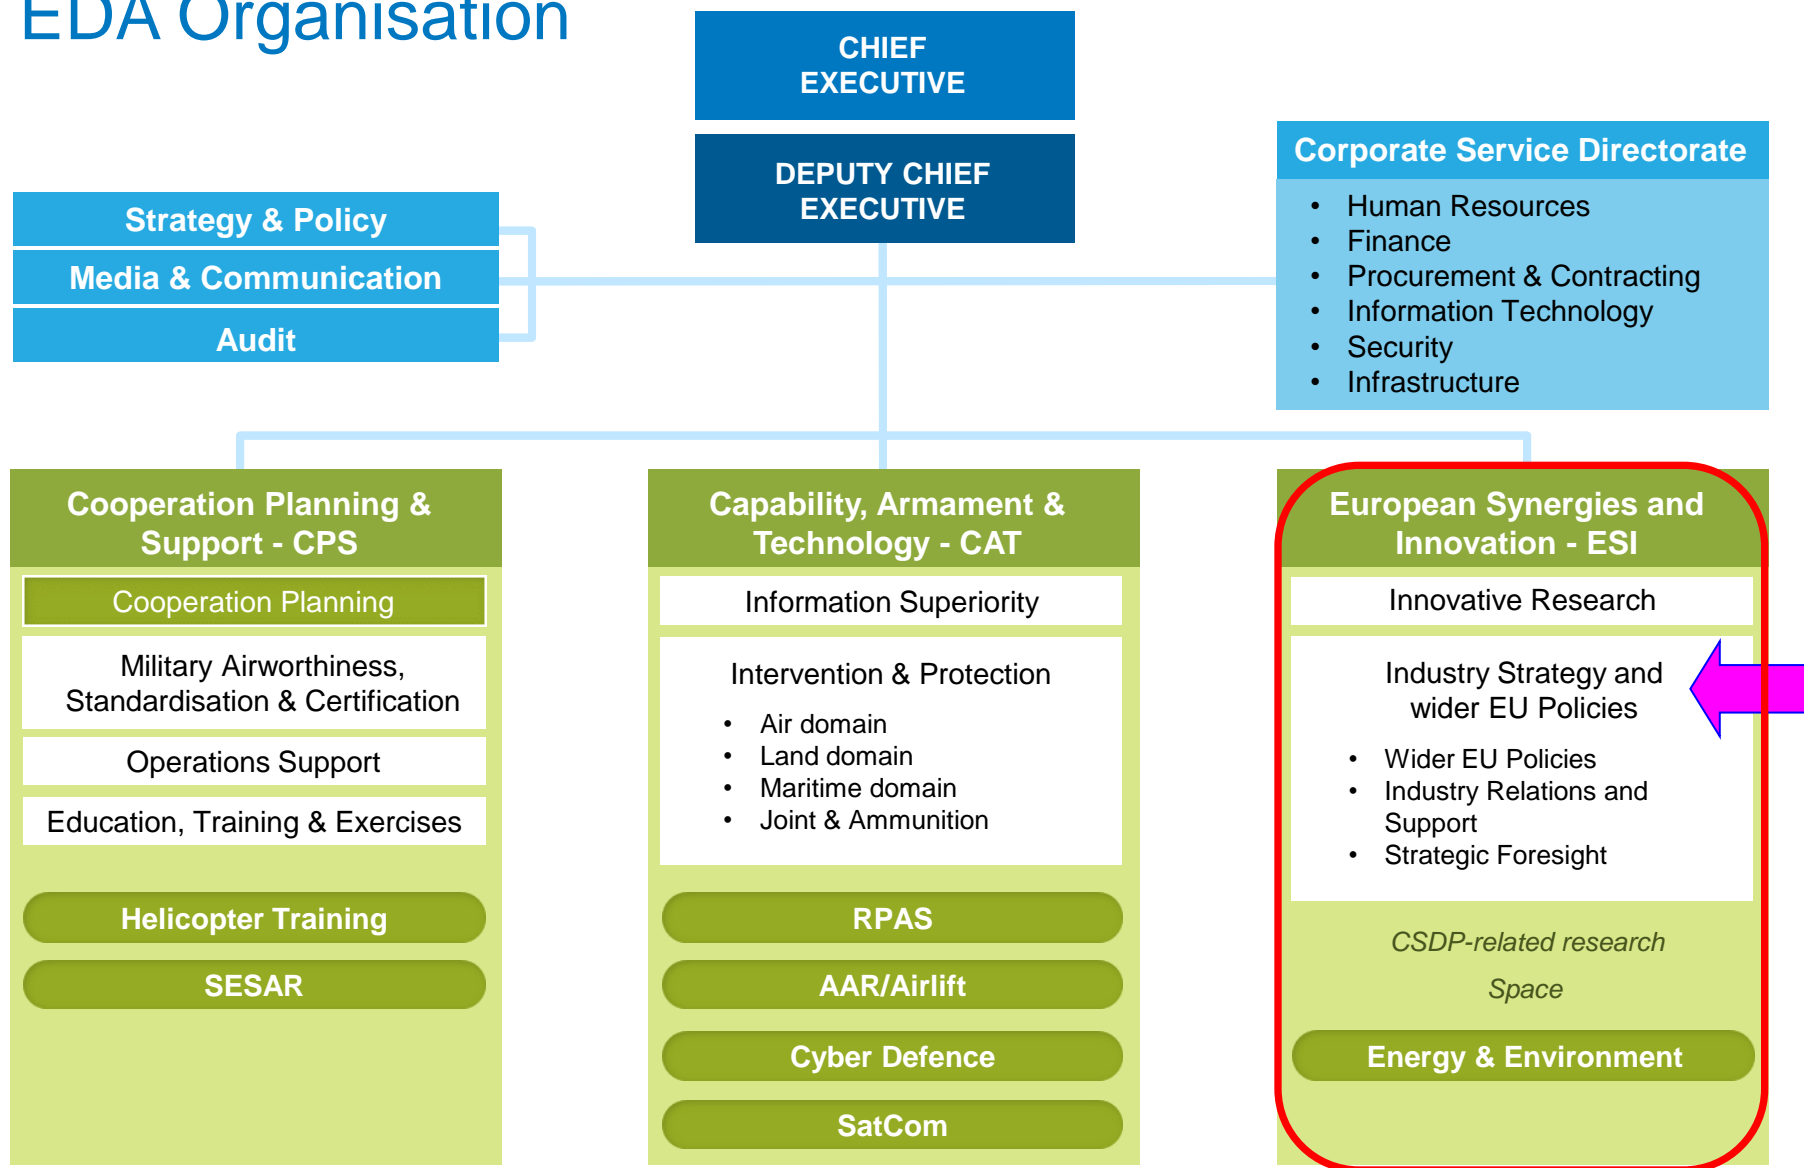 EDA Organisation
CHIEF
EXECUTIVE
DEPUTY CHIEF
EXECUTIVE
Strategy & Policy
Media & Communication
Audit
Corporate Service Directorate
• Human Resources
• Finance
• Procurement & Contracting
• Information Technology
• Security
• Infrastructure
Cooperation Planning &
Support - CPS
Cooperation Planning
Military Airworthiness,
Standardisation & Certification
Operations Support
Education, Training & Exercises
Helicopter Training
SESAR
Capability, Armament &
Technology - CAT
Information Superiority
Intervention & Protection
• Air domain
• Land domain
• Maritime domain
• Joint & Ammunition
RPAS
AAR/Airlift
Cyber Defence
SatCom
European Synergies and
Innovation - ESI
Innovative Research
Industry Strategy and
wider EU Policies
• Wider EU Policies
• Industry Relations and
Support
• Strategic Foresight
CSDP-related research
Space
Energy & Environment